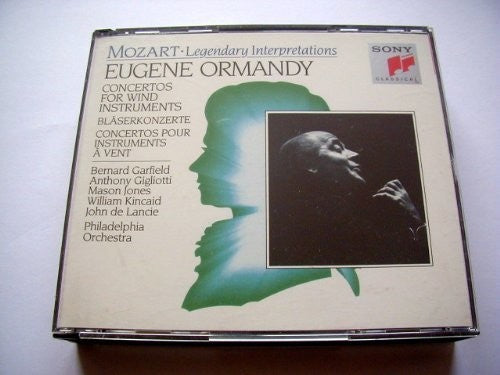 MOZART · Legendary Interpretations
EUGENE ORMANDY
CONCERTOS
FOR WIND
INSTRUMENTS
BLÄSERKONZERTE
CONCERTOS POUR
INSTRUMENTS
À VENT
Bernard Garfield
Anthony Gigliotti
Mason Jones
William Kincaid
John de Lancie
Philadelphia
Orchestra
SONY
CLASSICAL